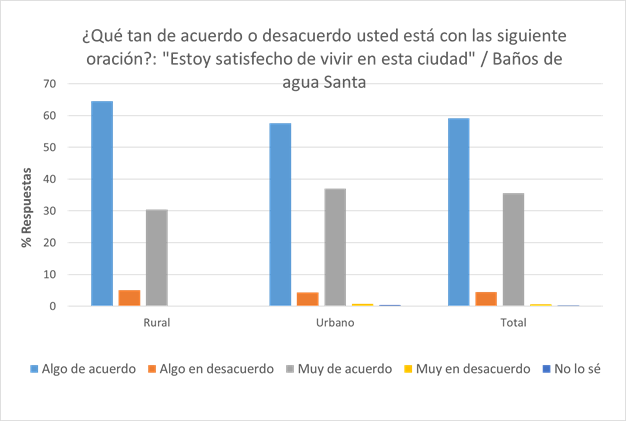 ¿Qué tan de acuerdo o desacuerdo usted está con las siguiente
oración?: "Estoy satisfecho de vivir en esta ciudad" / Baños de
agua Santa
70
60
50
40
30
20
10
0
% Respuestas
Rural Urbano Total
Algo de acuerdo Algo en desacuerdo Muy de acuerdo Muy en desacuerdo No lo sé